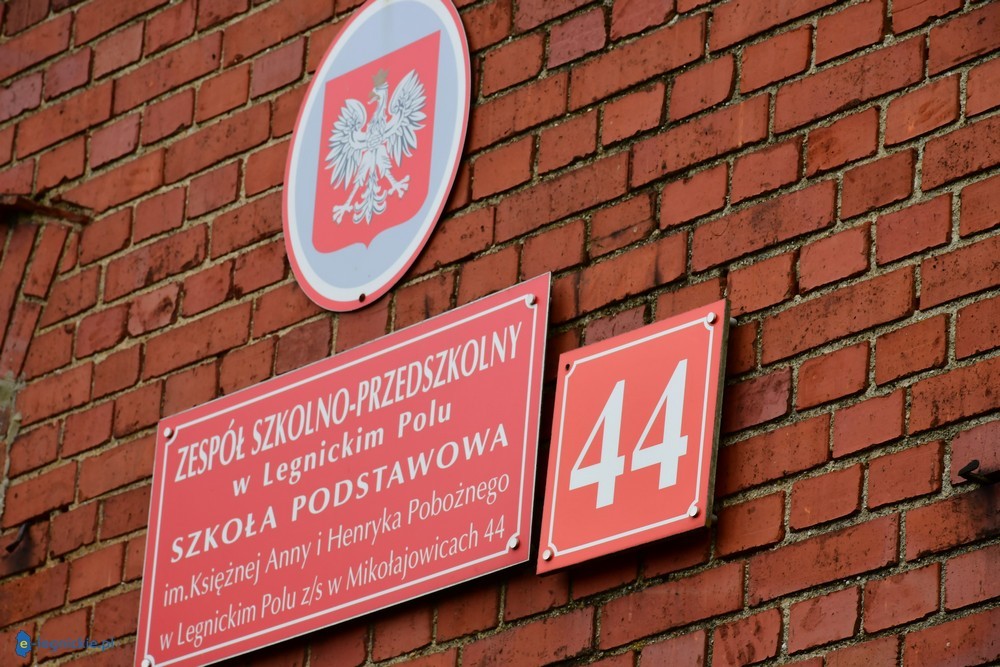 ZESPÓŁ SZKOLNO-PRZEDSZKOLNY
w Legnickim Polu
SZKOŁA PODSTAWOWA
im.Księżnej Anny i Henryka Pobożnego
w Legnickim Polu z/s w Mikołajowicach 44
44